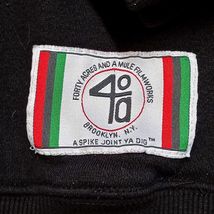 FORTY ACRES AND A MULE FILMWORKS
40a
BROOKLYN, N.Y.
A SPIKE JOINT YA DIG™